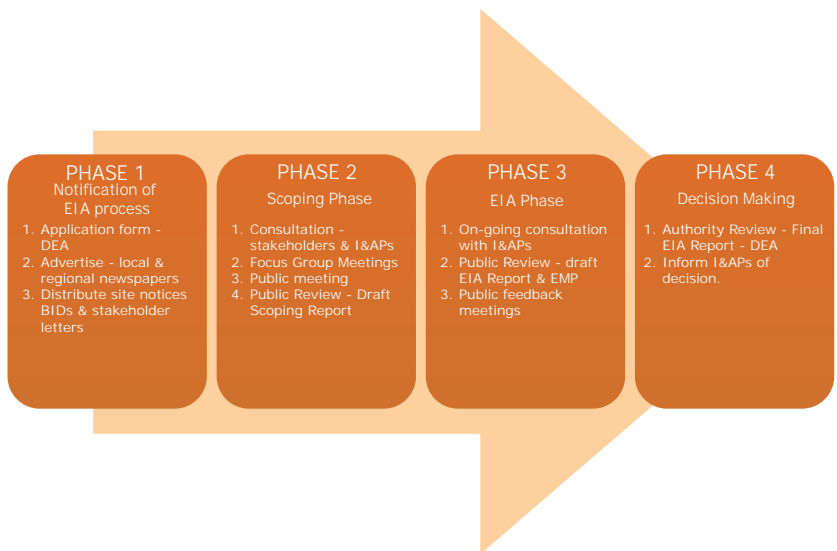 PHASE 1
Notification of
EIA process
1. Application form -
DEA
2. Advertise - local &
regional newspapers
3. Distribute site notices
BIDs & stakeholder
letters
PHASE 2
Scoping Phase
1. Consultation -
stakeholders & I&APs
2. Focus Group Meetings
3. Public meeting
4. Public Review - Draft
Scoping Report
PHASE 3
EIA Phase
1. On-going consultation
with I&APs
2. Public Review - draft
EIA Report & EMP
3. Public feedback
meetings
PHASE 4
Decision Making
1. Authority Review - Final
EIA Report - DEA
2. Inform I&APs of
decision.